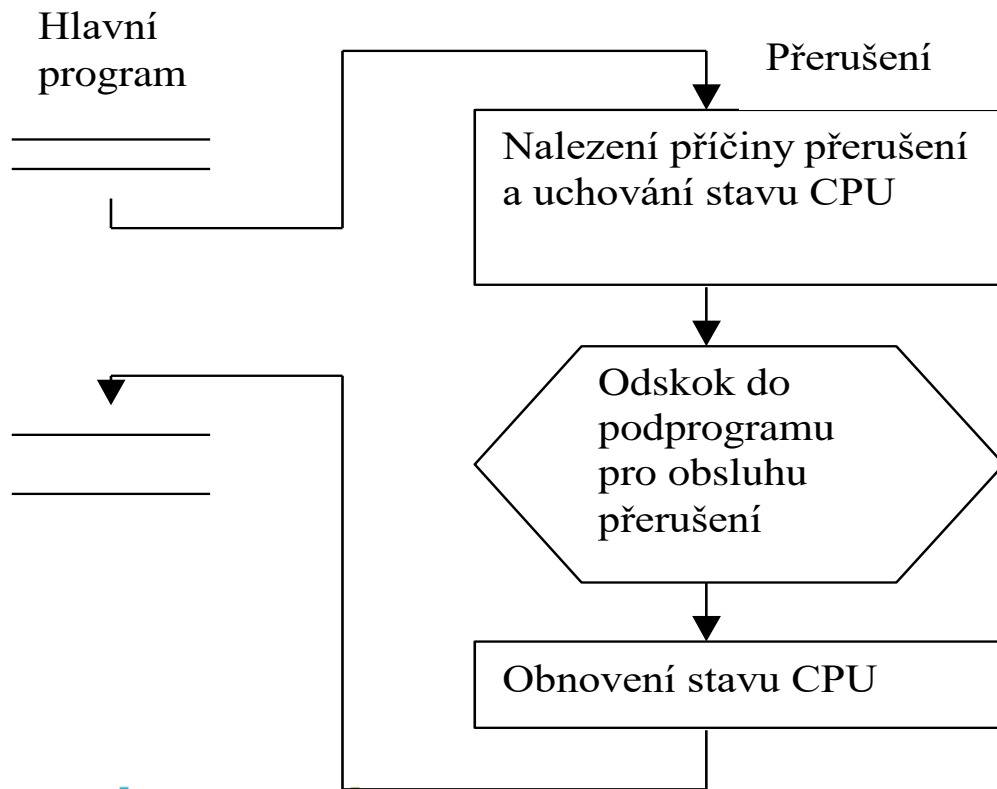 Hlavní
program
Přerušení
Nalezení příčiny přerušení
a uchování stavu CPU
Odskok do
podprogramu
pro obsluhu
přerušení
Obnovení stavu CPU